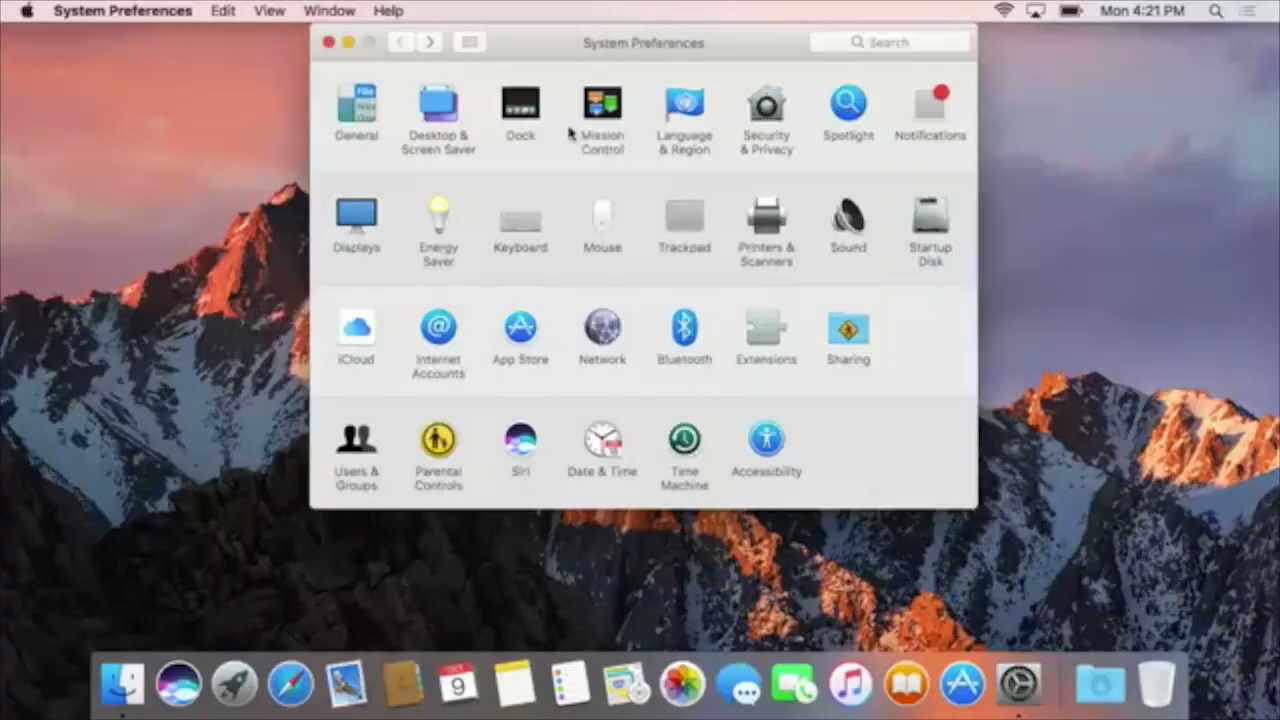 System Preferences Edit View Window Help Mon 4:21 PM
System Preferences
Search
General
Desktop &
Screen Saver
Dock
Mission
Control
Language
& Region
Security
& Privacy
Spotlight
Notifications
Displays
Energy
Saver
Keyboard
Mouse
Trackpad
Printers &
Scanners
Sound
Startup
Disk
iCloud
Internet
Accounts
App Store
Network
Bluetooth
Extensions
Sharing
Users &
Groups
Parental
Controls
Siri
Date & Time
Time
Machine
Accessibility
File
9